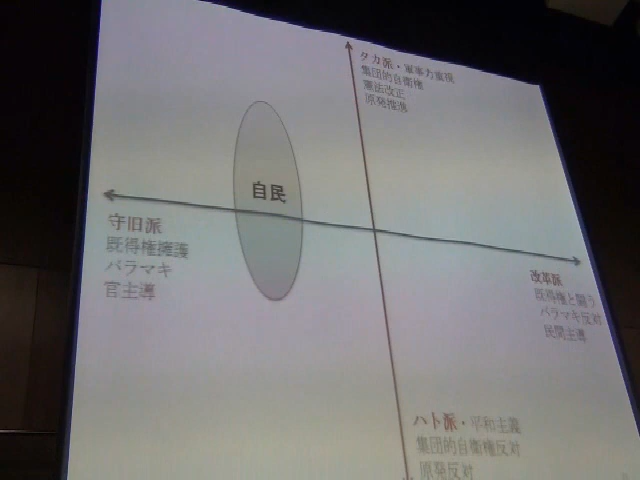 タカ派・軍事力重視
集団的自衛権
憲法改正
原発推進
自民
守旧派
既得権擁護
バラマキ
官主導
改革派
既得権と闘う
バラマキ反対
民間主導
ハト派・平和主義
集団的自衛権反対
原発反対